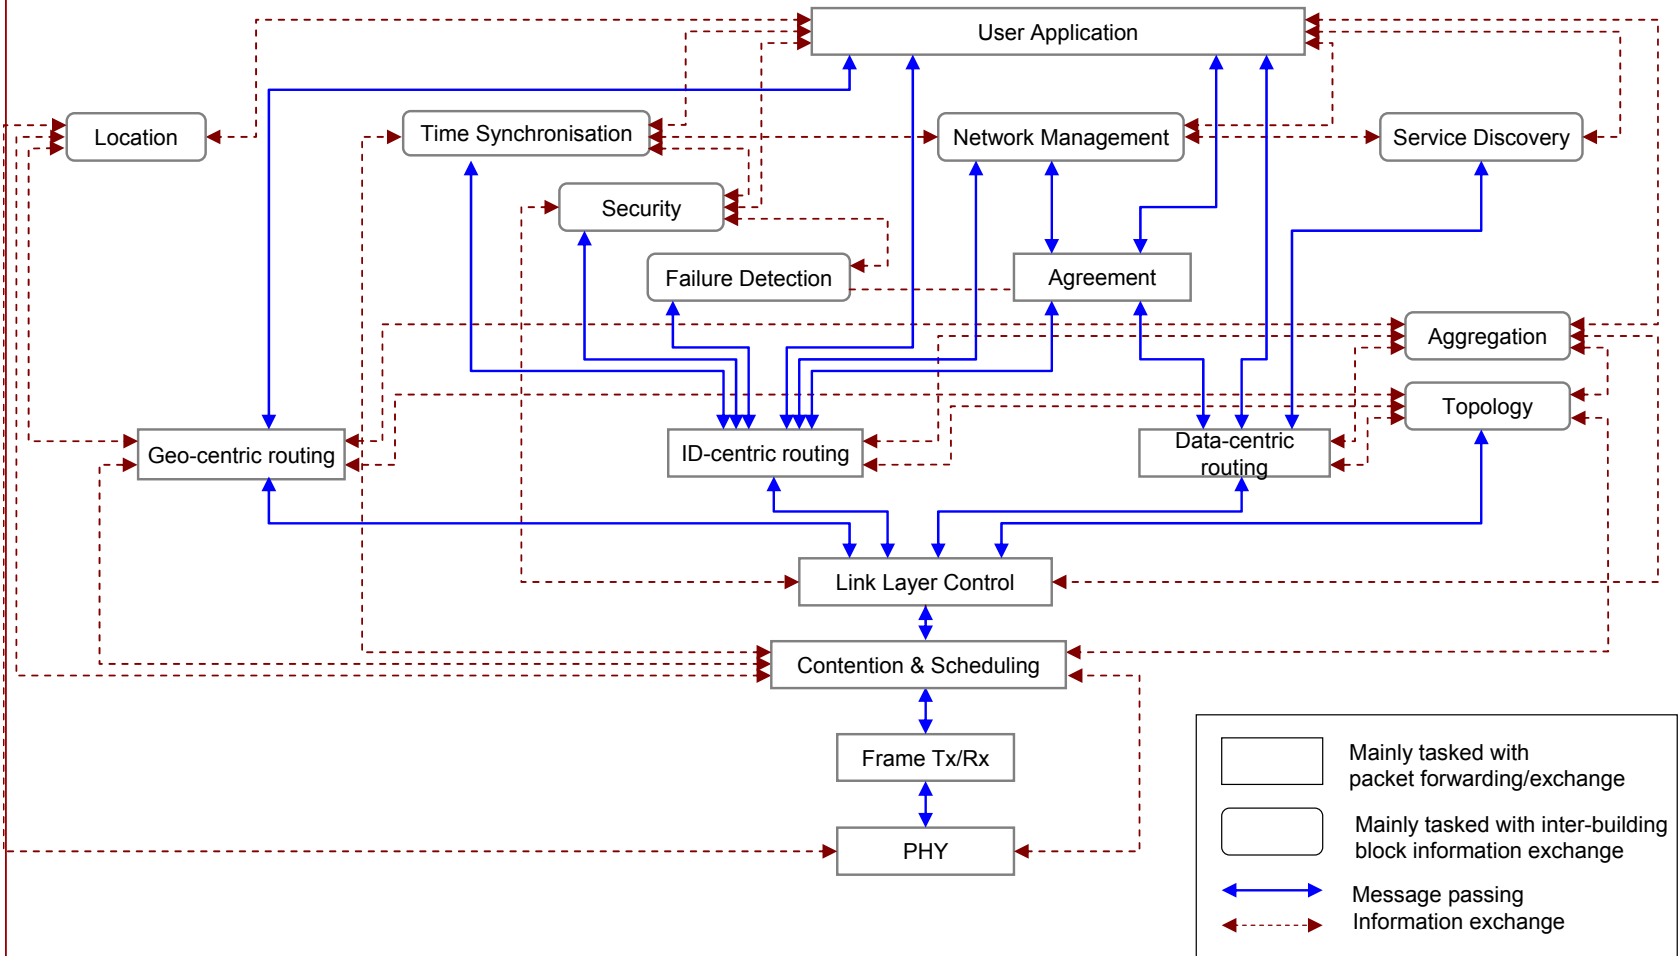 User Application
Location
Time Synchronisation
Network Management
Service Discovery
Security
Failure Detection
Agreement
Aggregation
Topology
Geo-centric routing
ID-centric routing
Data-centric
routing
Link Layer Control
Contention & Scheduling
Frame Tx/Rx
PHY
Mainly tasked with
packet forwarding/exchange
Mainly tasked with inter-building
block information exchange
Message passing
Information exchange